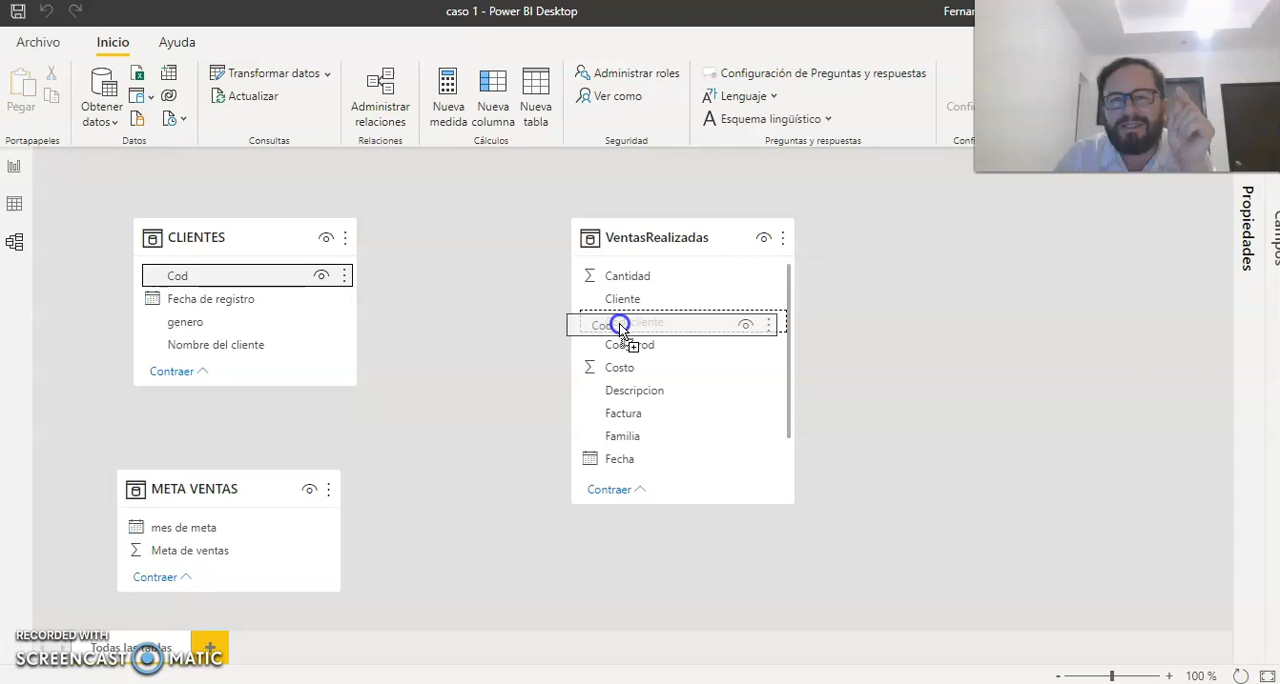 caso 1 - Power BI Desktop
Archivo
Inicio
Ayuda
Pegar
Portapapeles
Obtener
datos
Datos
Transformar datos
Actualizar
Consultas
Administrar
relaciones
Relaciones
Nueva
medida
Nueva
columna
Nueva
tabla
Cálculos
Administrar roles
Ver como
Seguridad
Configuración de Preguntas y respuestas
Lenguaje
Esquema lingüístico
Preguntas y respuestas
CLIENTES
Cod
Fecha de registro
genero
Nombre del cliente
Contraer
VentasRealizadas
Cantidad
Cliente
Costo
Descripcion
Factura
Familia
Fecha
Contraer
META VENTAS
mes de meta
Meta de ventas
Contraer
Propiedades
Todas las tablas
RECORDED WITH
SCREENCAST MATIC
- + 100 %